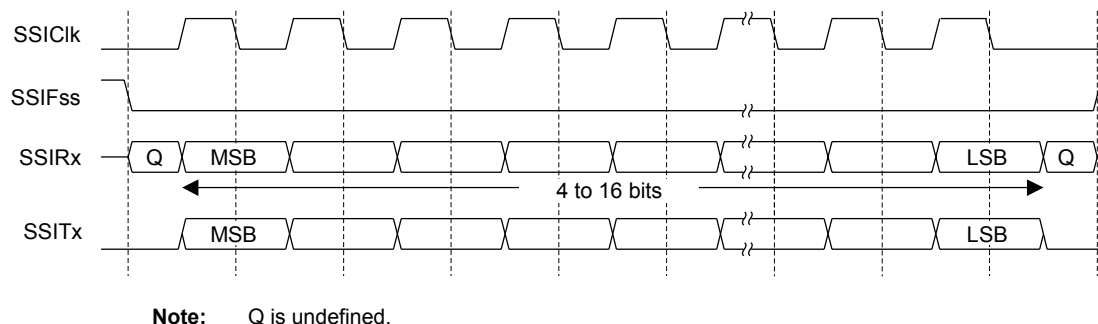 SSIClk
SSIFss
SSIRx Q MSB LSB Q
4 to 16 bits
SSITx MSB LSB
Note: Q is undefined.